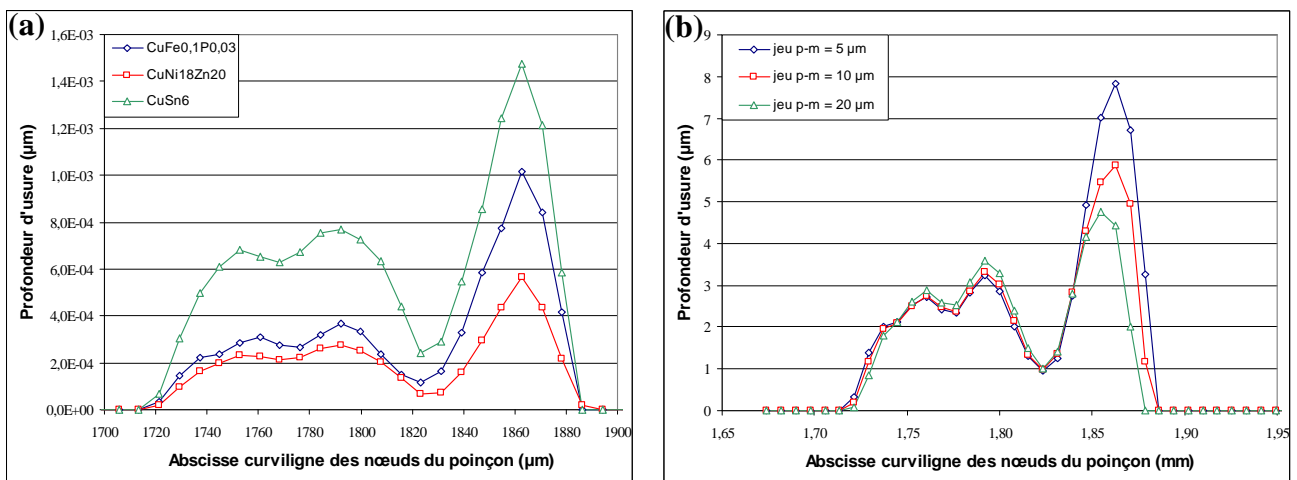 (a)
1,6E-03
1,4E-03
1,2E-03
1,0E-03
8,0E-04
6,0E-04
4,0E-04
2,0E-04
0,0E+00
Profondeur d'usure (µm)
CuFe0,1P0,03
CuNi18Zn20
CuSn6
1700 1720 1740 1760 1780 1800 1820 1840 1860 1880 1900
Abscisse curviligne des nœuds du poinçon (µm)
(b)
9
8
7
6
5
4
3
2
1
0
Profondeur d'usure (µm)
jeu p-m = 5 µm
jeu p-m = 10 µm
jeu p-m = 20 µm
1,65 1,70 1,75 1,80 1,85 1,90 1,95
Abscisse curviligne des nœuds du poinçon (mm)